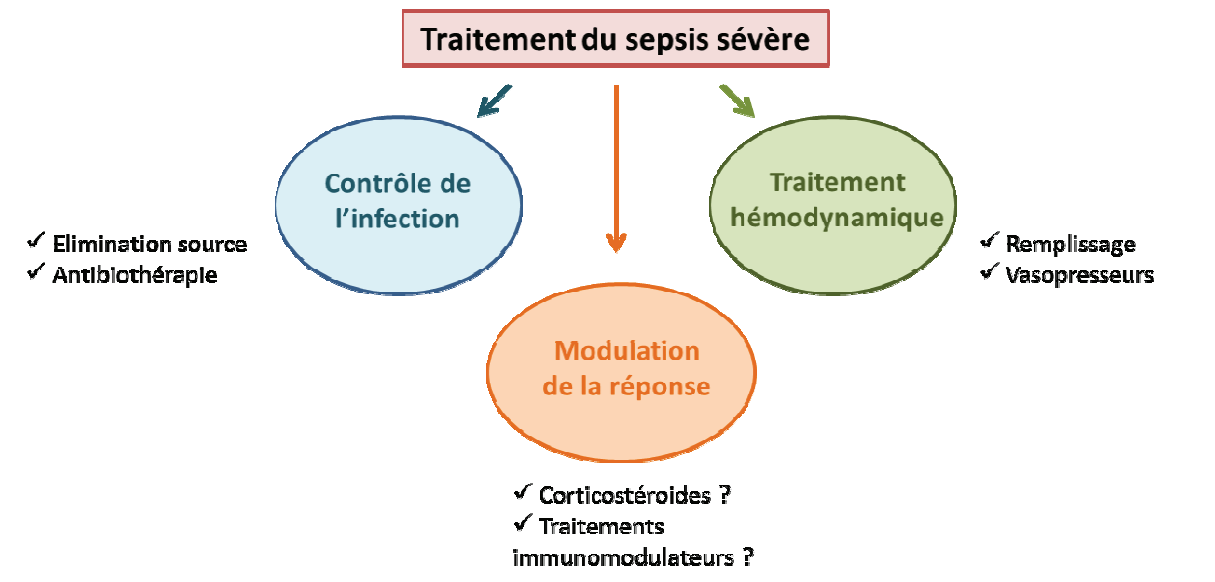 Traitement du sepsis sévère
Contrôle de
l'infection
✓ Elimination source
✓ Antibiothérapie
Traitement
hémodynamique
✓ Remplissage
✓ Vasopresseurs
Modulation
de la réponse
✓ Corticostéroides ?
✓ Traitements
immunomodulateurs ?